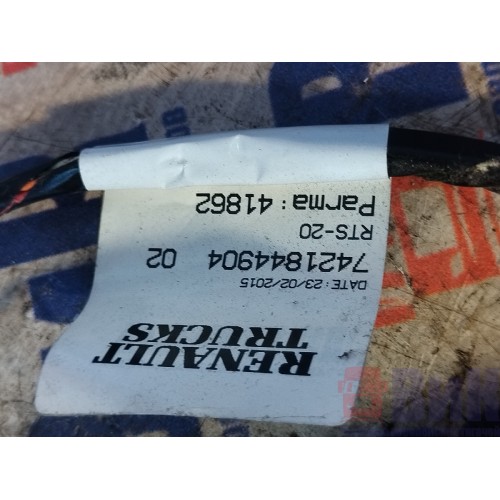 RENAULT
TRUCKS
DATE: 23/02/2015
7421844904 02
RTS-20
Parma: 41862